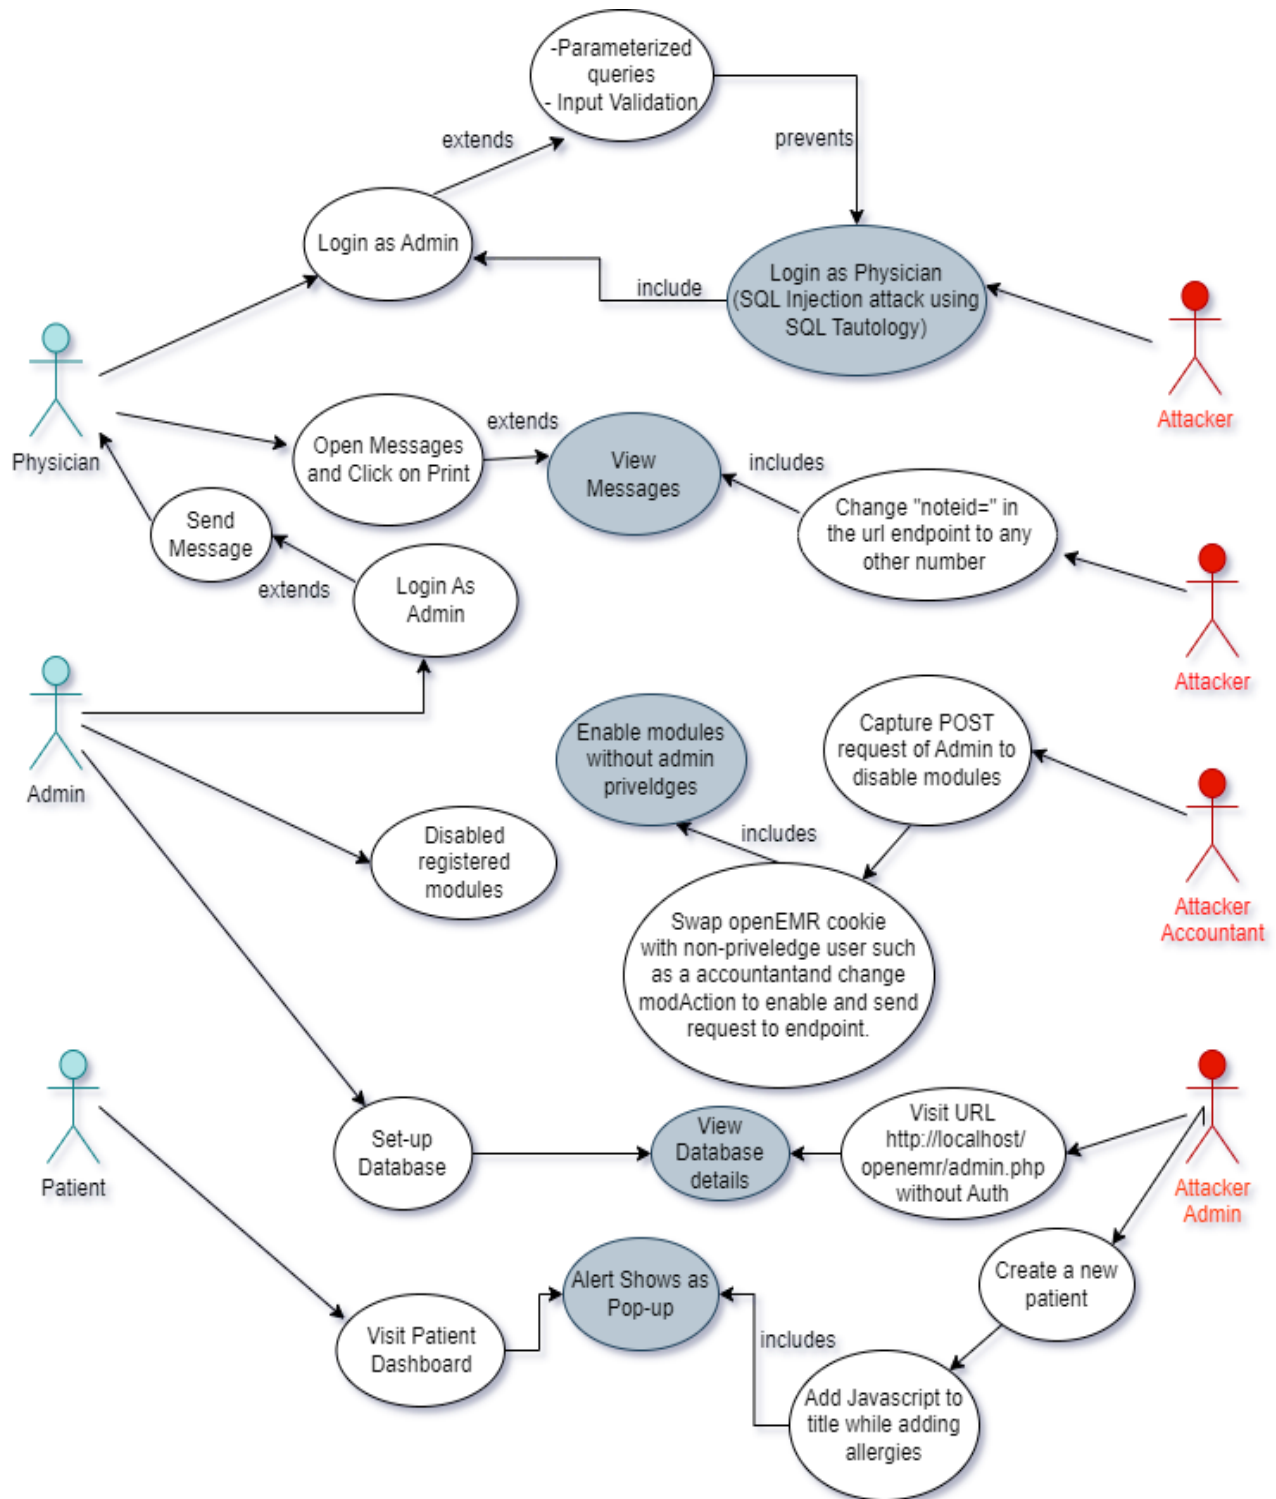 -Parameterized
queries
- Input Validation
extends
prevents
Login as Admin
Login as Physician
(SQL Injection attack using
SQL Tautology)
include
Attacker
Physician
Open Messages
and Click on Print
extends
View
Messages
includes
Change "noteid=" in
the url endpoint to any
other number
Send
Message
extends
Login As
Admin
Attacker
Admin
Enable modules
without admin
priveldges
Capture POST
request of Admin to
disable modules
includes
Disabled
registered
modules
Swap openEMR cookie
with non-priveledge user such
as a accountantand change
modAction to enable and send
request to endpoint.
Attacker
Accountant
Patient
Set-up
Database
View
Database
details
Visit URL
http://localhost/
openemr/admin.php
without Auth
Attacker
Admin
Alert Shows as
Pop-up
Create a new
patient
Visit Patient
Dashboard
includes
Add Javascript to
title while adding
allergies